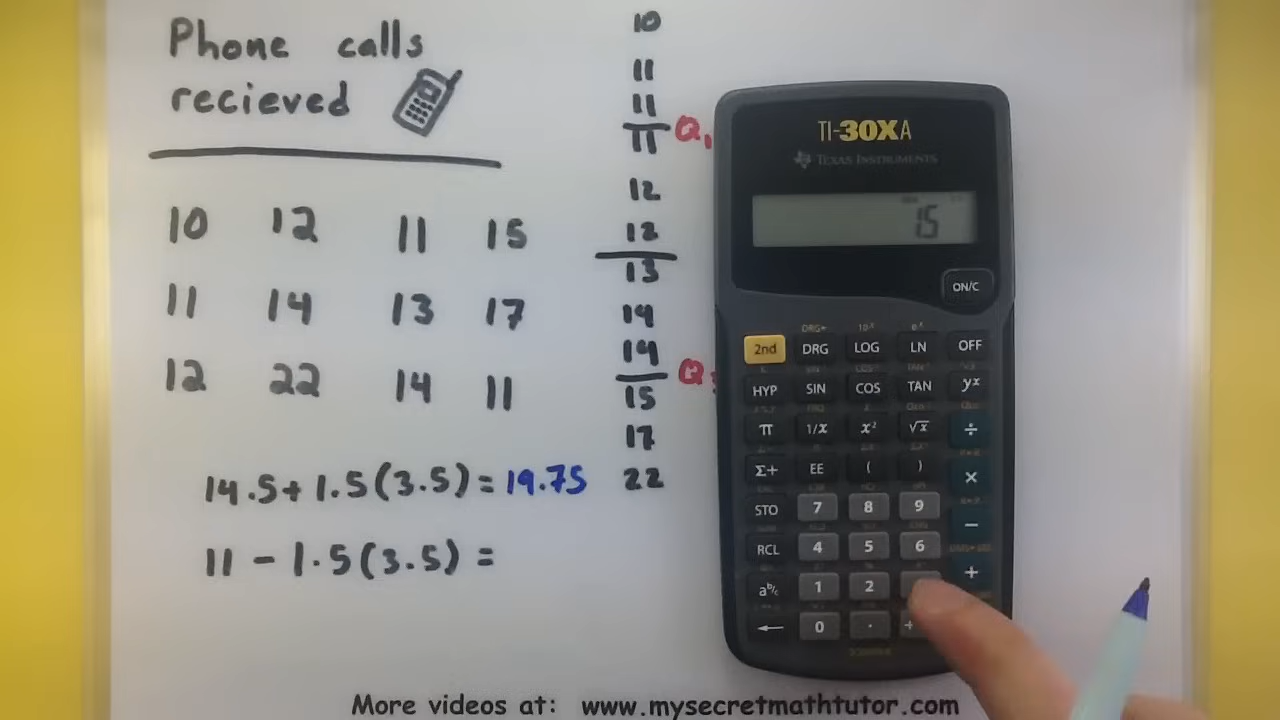 Phone calls
recieved
10 12 11 15
11 14 13 17
12 22 14 11
14.5+1.5(3.5)=19.75
11-1.5(3.5)=
10
11
11
11 Q1
12
12
13
14
14
15
17
22
TI-30XA
TEXAS INSTRUMENTS
15
ON/C
2nd DRG LOG LN OFF
HYP SIN COS TAN yx
π 1/x x² √x ÷
Σ+ EE ( ) ×
STO 7 8 9 −
RCL 4 5 6 +
ab/c 1 2
← 0 .
More videos at: www.mysecretmathtutor.com